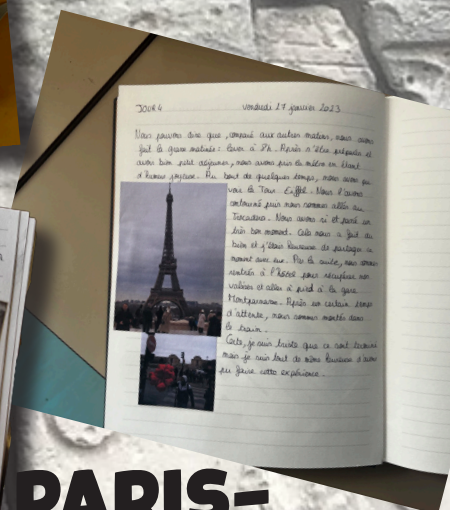 JOUR 4 vendredi 27 janvier 2023
Nous pouvons dire que, comparé aux autres matins, nous avons
fait la grasse matinée : lever à 8h. Après s'être préparés et
avoir bien petit déjeuner, nous avons pris le métro en étant
d'humeur joyeuse. Au bout de quelques temps, nous avons pu
voir la Tour Eiffel. Nous l'avons
contourné puis nous sommes allés au
Trocadéro. Nous avons ri et passé un
très bon moment. Cela nous a fait du
bien et j'étais heureuse de partager ce
moment avec eux. Par la suite, nous sommes
rentrés à l'hôtel pour récupérer nos
valises et aller à pied à la gare
Montparnasse. Après un certain temps
d'attente, nous sommes montés dans
le train.
Certe, je suis triste que ce soit terminé
mais je suis tout de même heureuse d'avoir
pu faire cette expérience.
PARIS-